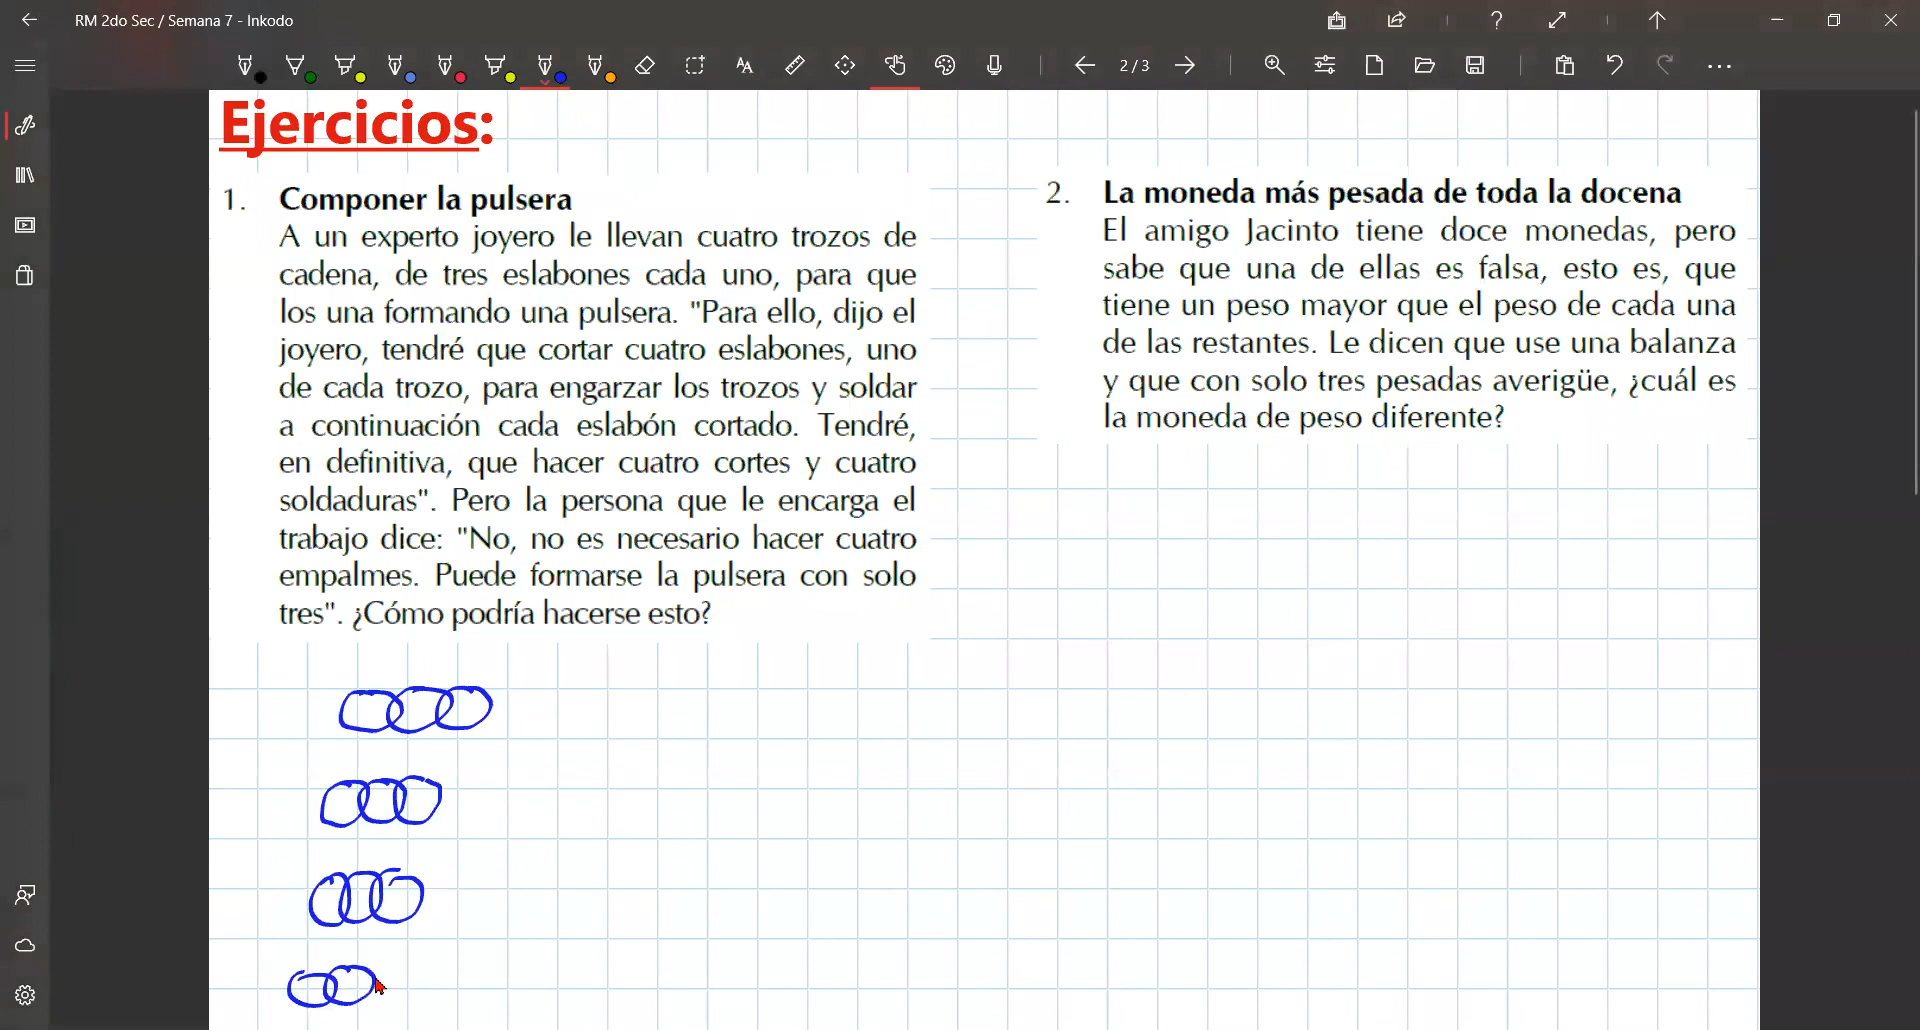 RM 2do Sec / Semana 7 - Inkodo
2 / 3
Ejercicios:
1. Componer la pulsera
A un experto joyero le llevan cuatro trozos de
cadena, de tres eslabones cada uno, para que
los una formando una pulsera. "Para ello, dijo el
joyero, tendré que cortar cuatro eslabones, uno
de cada trozo, para engarzar los trozos y soldar
a continuación cada eslabón cortado. Tendré,
en definitiva, que hacer cuatro cortes y cuatro
soldaduras". Pero la persona que le encarga el
trabajo dice: "No, no es necesario hacer cuatro
empalmes. Puede formarse la pulsera con solo
tres". ¿Cómo podría hacerse esto?
2. La moneda más pesada de toda la docena
El amigo Jacinto tiene doce monedas, pero
sabe que una de ellas es falsa, esto es, que
tiene un peso mayor que el peso de cada una
de las restantes. Le dicen que use una balanza
y que con solo tres pesadas averigüe, ¿cuál es
la moneda de peso diferente?